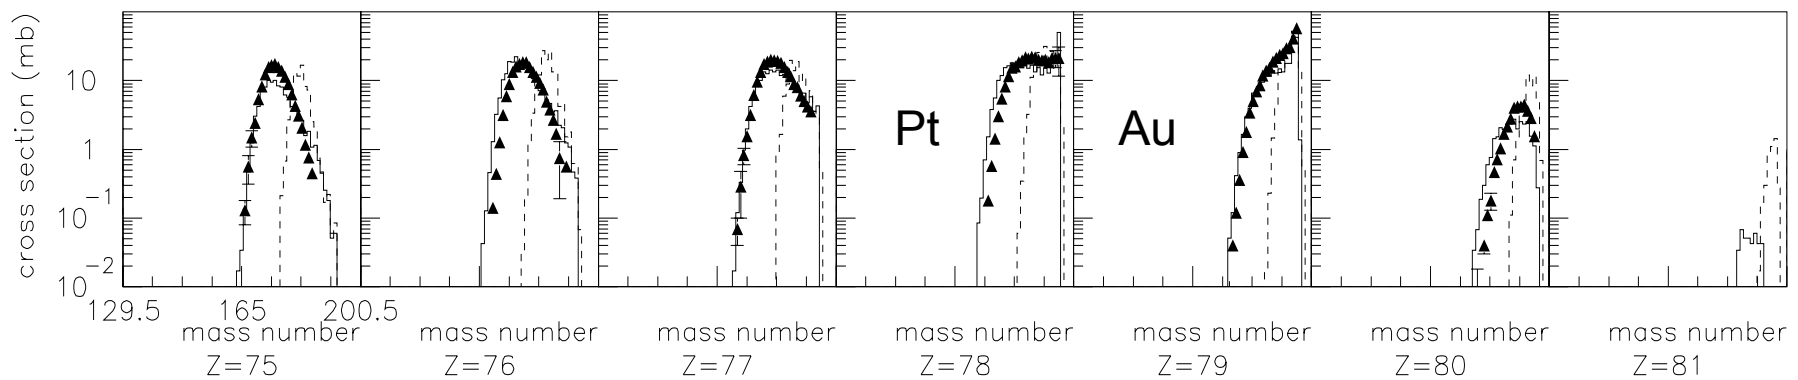 cross section (mb)
10
1
10⁻¹
10⁻²
Pt
Au
129.5 165 200.5
mass number mass number mass number mass number mass number mass number mass number
Z=75 Z=76 Z=77 Z=78 Z=79 Z=80 Z=81